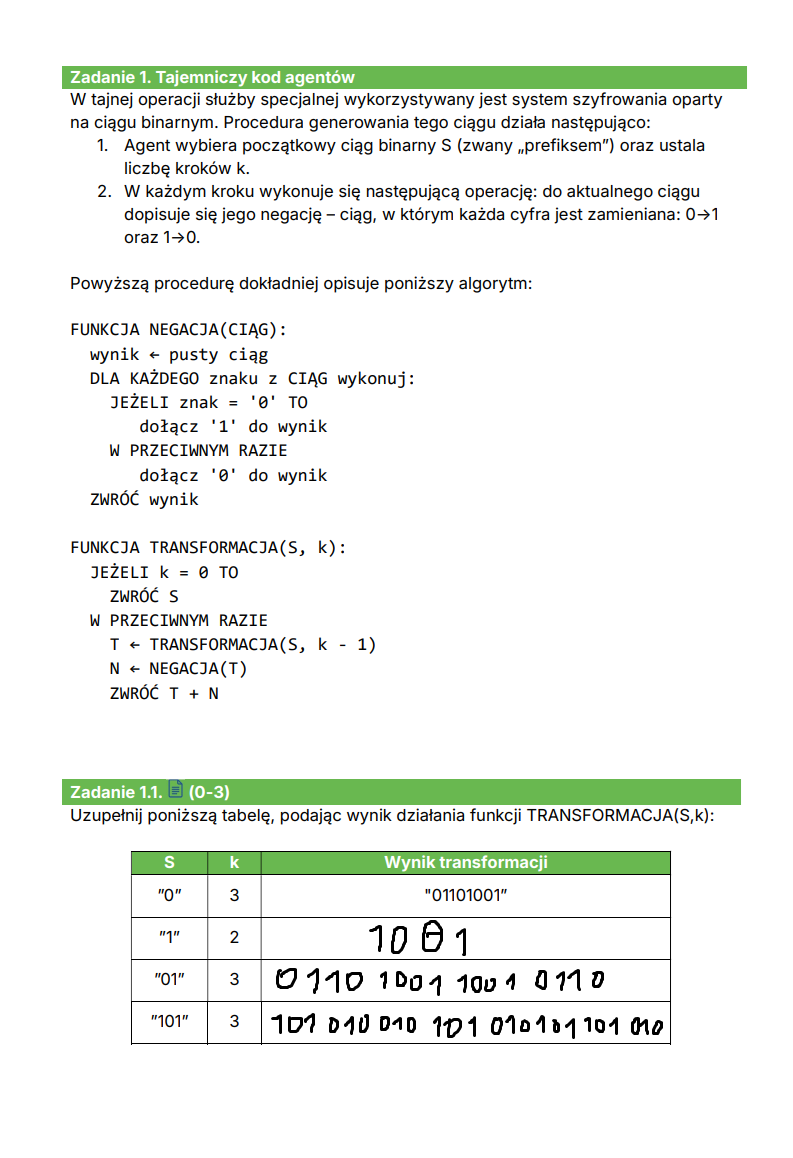 Zadanie 1. Tajemniczy kod agentów
W tajnej operacji służby specjalnej wykorzystywany jest system szyfrowania oparty
na ciągu binarnym. Procedura generowania tego ciągu działa następująco:
1. Agent wybiera początkowy ciąg binarny S (zwany „prefiksem”) oraz ustala
liczbę kroków k.
2. W każdym kroku wykonuje się następującą operację: do aktualnego ciągu
dopisuje się jego negację – ciąg, w którym każda cyfra jest zamieniana: 0→1
oraz 1→0.
Powyższą procedurę dokładniej opisuje poniższy algorytm:
FUNKCJA NEGACJA(CIĄG):
wynik ← pusty ciąg
DLA KAŻDEGO znaku z CIĄG wykonuj:
JEŻELI znak = '0' TO
dołącz '1' do wynik
W PRZECIWNYM RAZIE
dołącz '0' do wynik
ZWRÓĆ wynik
FUNKCJA TRANSFORMACJA(S, k):
JEŻELI k = 0 TO
ZWRÓĆ S
W PRZECIWNYM RAZIE
T ← TRANSFORMACJA(S, k - 1)
N ← NEGACJA(T)
ZWRÓĆ T + N
Zadanie 1.1. (0-3)
Uzupełnij poniższą tabelę, podając wynik działania funkcji TRANSFORMACJA(S,k):
S k Wynik transformacji
”0” 3 "01101001”
”1” 2 10 0 1
”01” 3 0110 1001 1001 0110
”101” 3 101 010 010 101 010101101 010